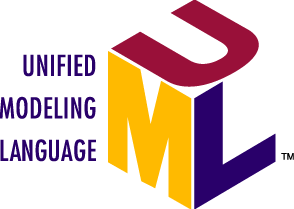 UNIFIED
MODELING
LANGUAGE
UML
™